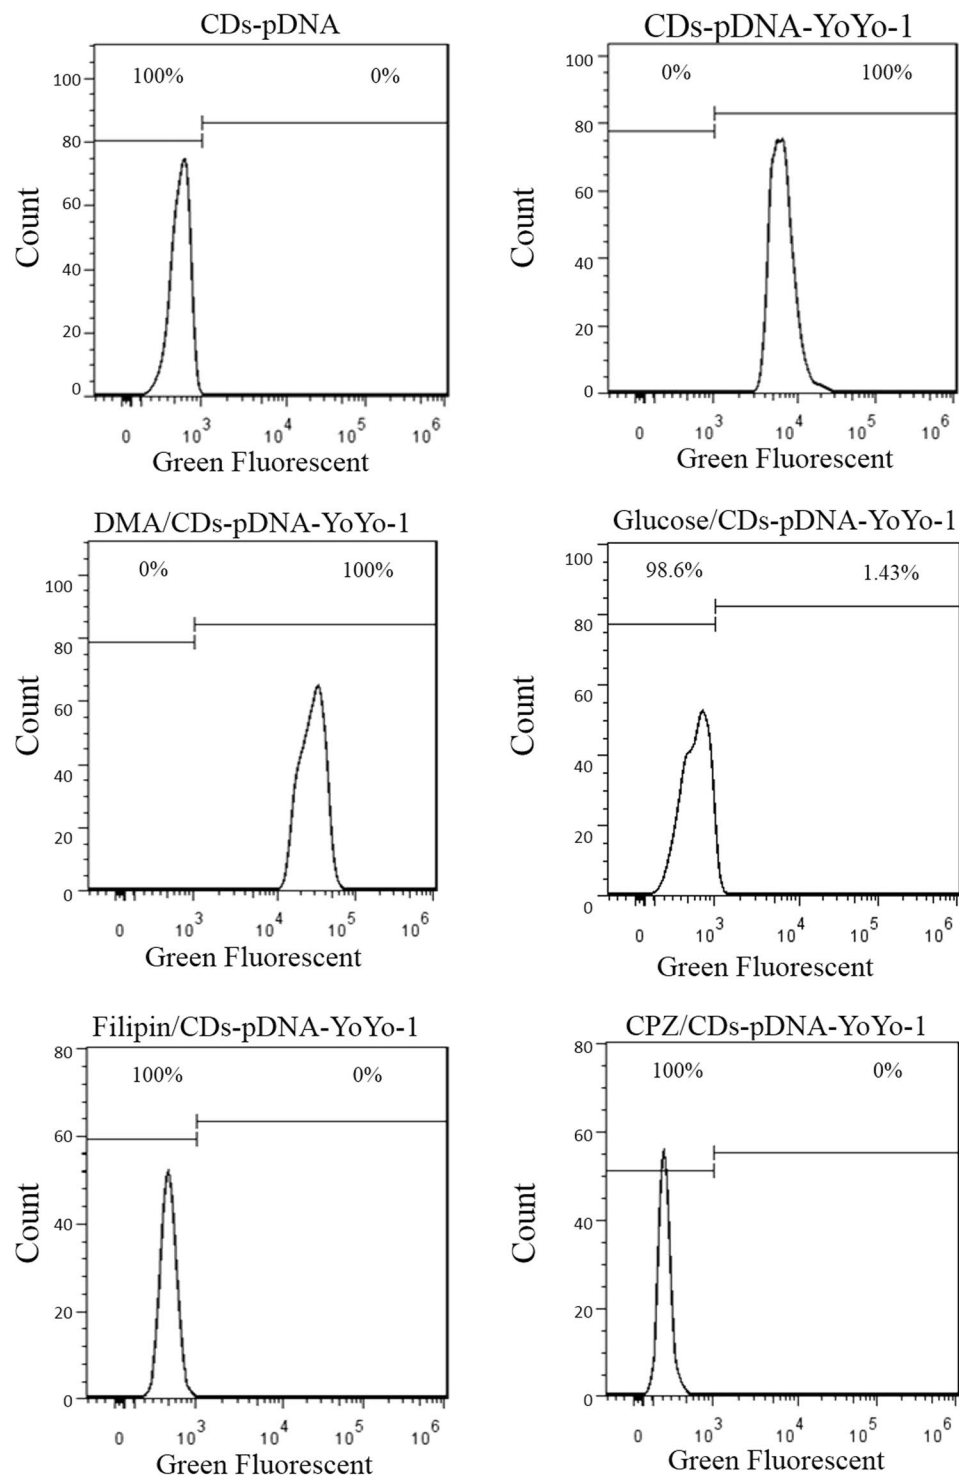 CDs-pDNA
100%
0%
100
80
60
40
20
0
Count
0 10^3 10^4 10^5 10^6
Green Fluorescent
CDs-pDNA-YoYo-1
0%
100%
100
80
60
40
20
0
Count
0 10^3 10^4 10^5 10^6
Green Fluorescent
DMA/CDs-pDNA-YoYo-1
0%
100%
100
80
60
40
20
0
Count
0 10^3 10^4 10^5 10^6
Green Fluorescent
Glucose/CDs-pDNA-YoYo-1
98.6%
1.43%
100
80
60
40
20
0
Count
0 10^3 10^4 10^5 10^6
Green Fluorescent
Filipin/CDs-pDNA-YoYo-1
100%
0%
80
60
40
20
0
Count
0 10^3 10^4 10^5 10^6
Green Fluorescent
CPZ/CDs-pDNA-YoYo-1
100%
0%
80
60
40
20
0
Count
0 10^3 10^4 10^5 10^6
Green Fluorescent